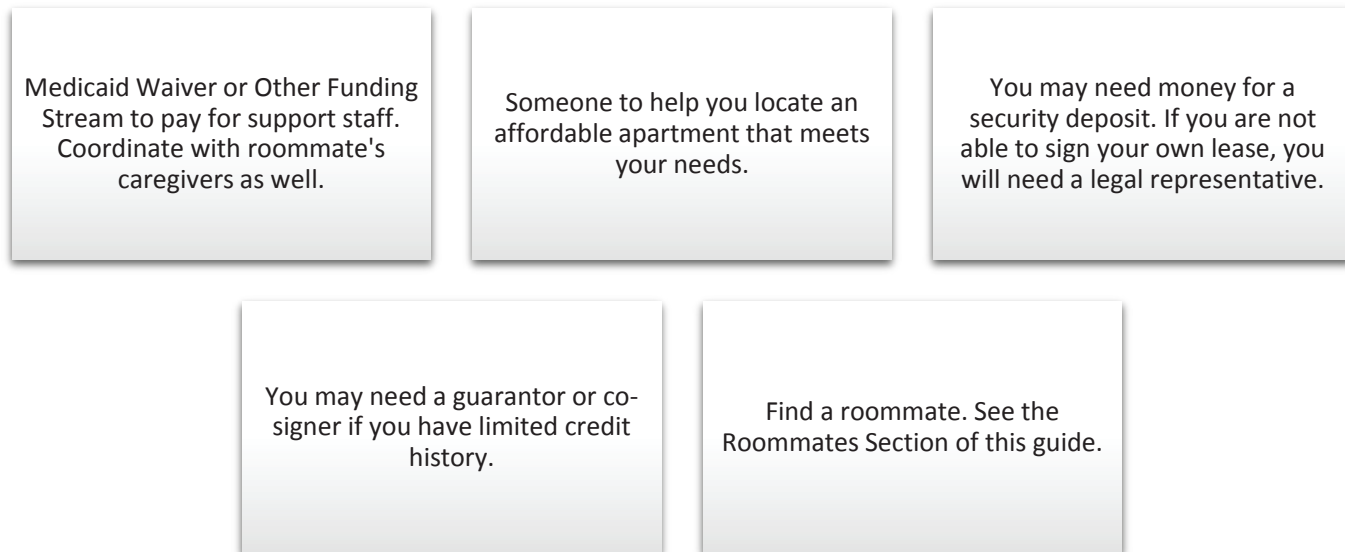 Medicaid Waiver or Other Funding
Stream to pay for support staff.
Coordinate with roommate's
caregivers as well.
Someone to help you locate an
affordable apartment that meets
your needs.
You may need money for a
security deposit. If you are not
able to sign your own lease, you
will need a legal representative.
You may need a guarantor or co-
signer if you have limited credit
history.
Find a roommate. See the
Roommates Section of this guide.